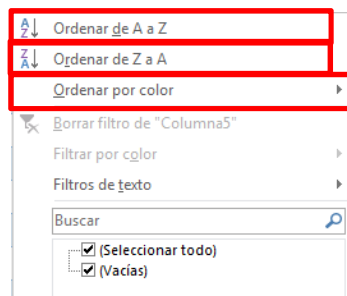 Ordenar de A a Z
Ordenar de Z a A
Ordenar por color
Borrar filtro de "Columna5"
Filtrar por color
Filtros de texto
Buscar
(Seleccionar todo)
(Vacías)